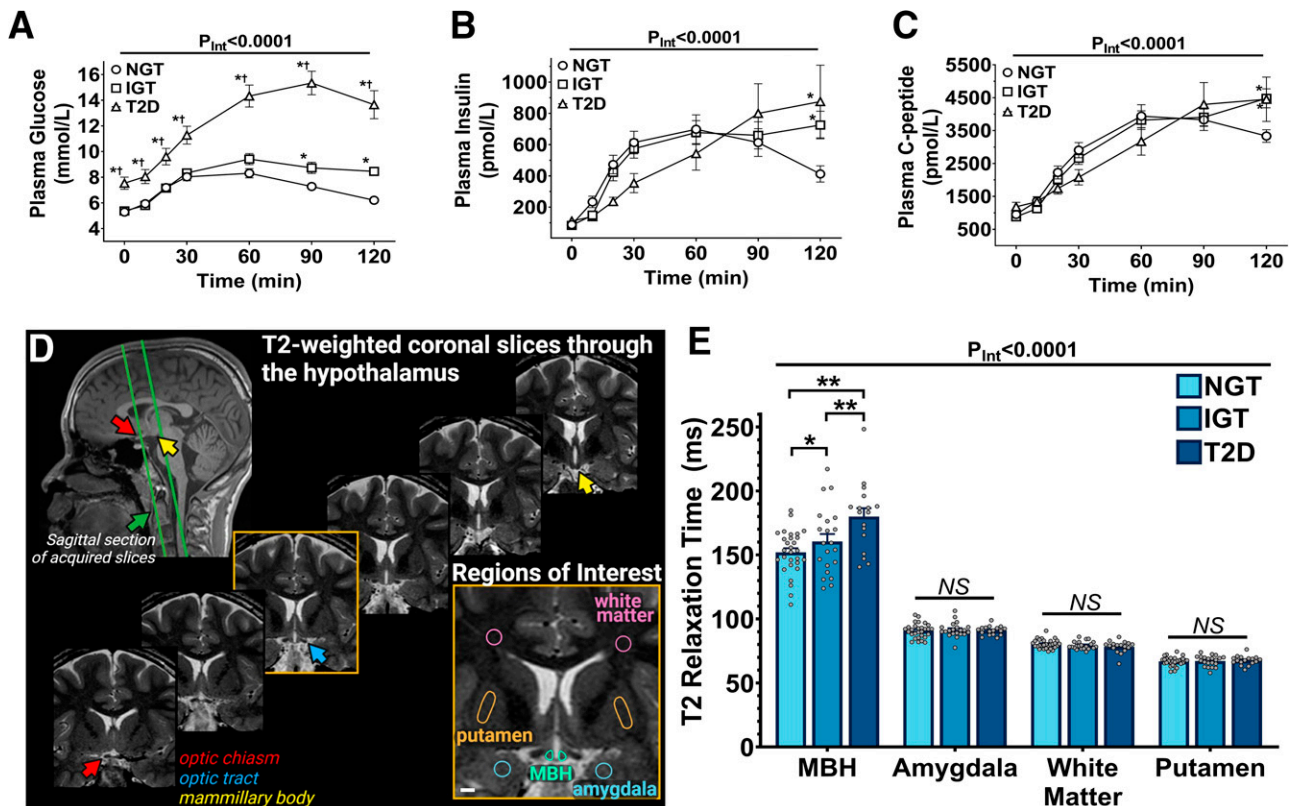 A
P_Int<0.0001
NGT
IGT
T2D
Plasma Glucose
(mmol/L)
16
14
12
10
8
6
4
*†
*†
*†
*†
*†
*†
*†
*
*
0
30
60
90
120
Time (min)
B
P_Int<0.0001
NGT
IGT
T2D
Plasma Insulin
(pmol/L)
1000
800
600
400
200
*
*
0
30
60
90
120
Time (min)
C
P_Int<0.0001
NGT
IGT
T2D
Plasma C-peptide
(pmol/L)
5500
4500
3500
2500
1500
500
*
*
0
30
60
90
120
Time (min)
D
T2-weighted coronal slices through
the hypothalamus
Sagittal section
of acquired slices
optic chiasm
optic tract
mammillary body
Regions of Interest
white
matter
putamen
MBH
amygdala
E
P_Int<0.0001
NGT
IGT
T2D
**
**
*
NS
NS
NS
T2 Relaxation Time (ms)
250
200
150
100
50
0
MBH
Amygdala
White
Matter
Putamen